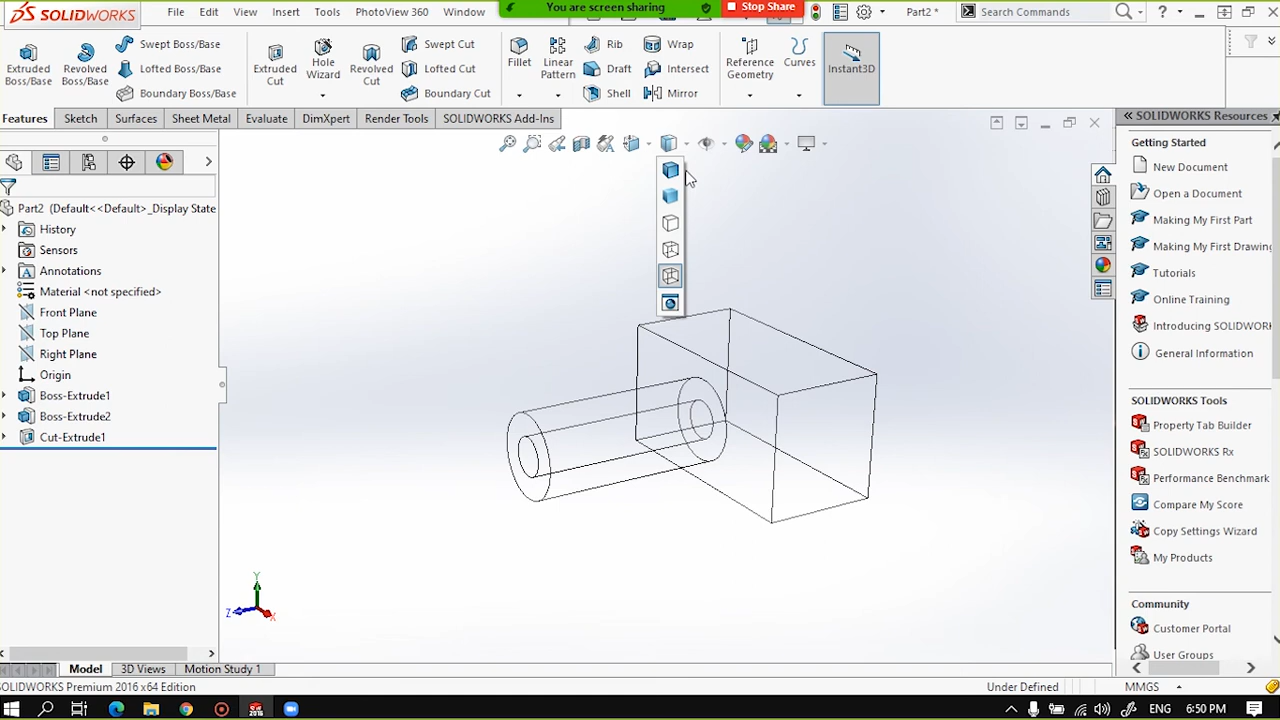 SOLIDWORKS
File Edit View Insert Tools PhotoView 360 Window
You are screen sharing
Stop Share
Part2 *
Search Commands
Extruded Boss/Base
Revolved Boss/Base
Swept Boss/Base
Lofted Boss/Base
Boundary Boss/Base
Extruded Cut
Hole Wizard
Revolved Cut
Swept Cut
Lofted Cut
Boundary Cut
Fillet
Linear Pattern
Rib
Draft
Shell
Wrap
Intersect
Mirror
Reference Geometry
Curves
Instant3D
Features Sketch Surfaces Sheet Metal Evaluate DimXpert Render Tools SOLIDWORKS Add-Ins
Part2 (Default<<Default>_Display State
History
Sensors
Annotations
Material <not specified>
Front Plane
Top Plane
Right Plane
Origin
Boss-Extrude1
Boss-Extrude2
Cut-Extrude1
Y
Z
X
SOLIDWORKS Resources
Getting Started
New Document
Open a Document
Making My First Part
Making My First Drawing
Tutorials
Online Training
Introducing SOLIDWOR
General Information
SOLIDWORKS Tools
Property Tab Builder
SOLIDWORKS Rx
Performance Benchmark
Compare My Score
Copy Settings Wizard
My Products
Community
Customer Portal
User Groups
Model 3D Views Motion Study 1
SOLIDWORKS Premium 2016 x64 Edition
Under Defined
MMGS
ENG 6:50 PM